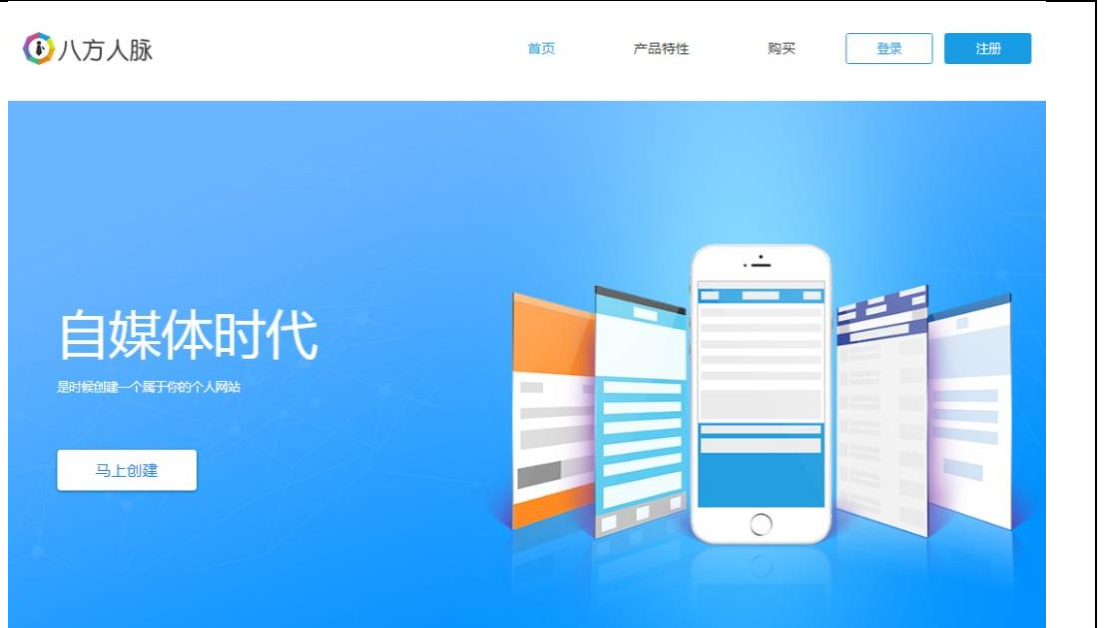 八方人脉
首页 产品特性 购买 登录 注册
自媒体时代
是时候创建一个属于你的个人网站
马上创建